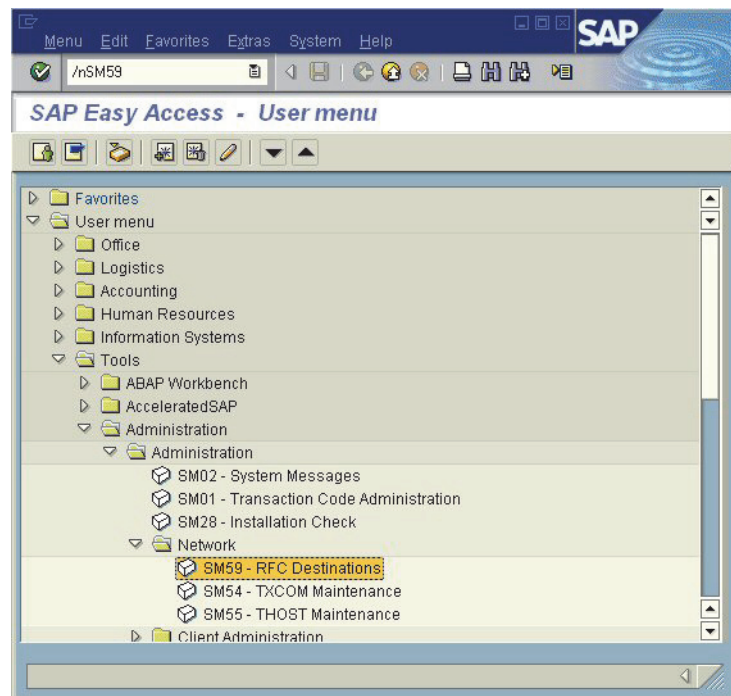 Menu Edit Favorites Extras System Help
SAP
/nSM59
SAP Easy Access - User menu
Favorites
User menu
Office
Logistics
Accounting
Human Resources
Information Systems
Tools
ABAP Workbench
AcceleratedSAP
Administration
Administration
SM02 - System Messages
SM01 - Transaction Code Administration
SM28 - Installation Check
Network
SM59 - RFC Destinations
SM54 - TXCOM Maintenance
SM55 - THOST Maintenance
Client Administration